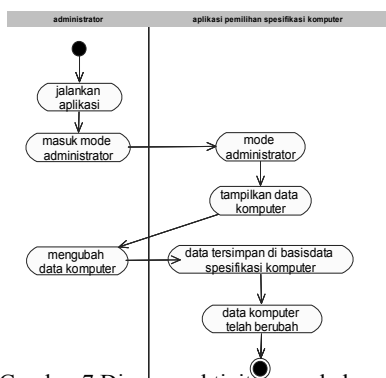 administrator
aplikasi pemilihan spesifikasi komputer
jalankan
aplikasi
masuk mode
administrator
mode
administrator
tampilkan data
komputer
mengubah
data komputer
data tersimpan di basisdata
spesifikasi komputer
data komputer
telah berubah